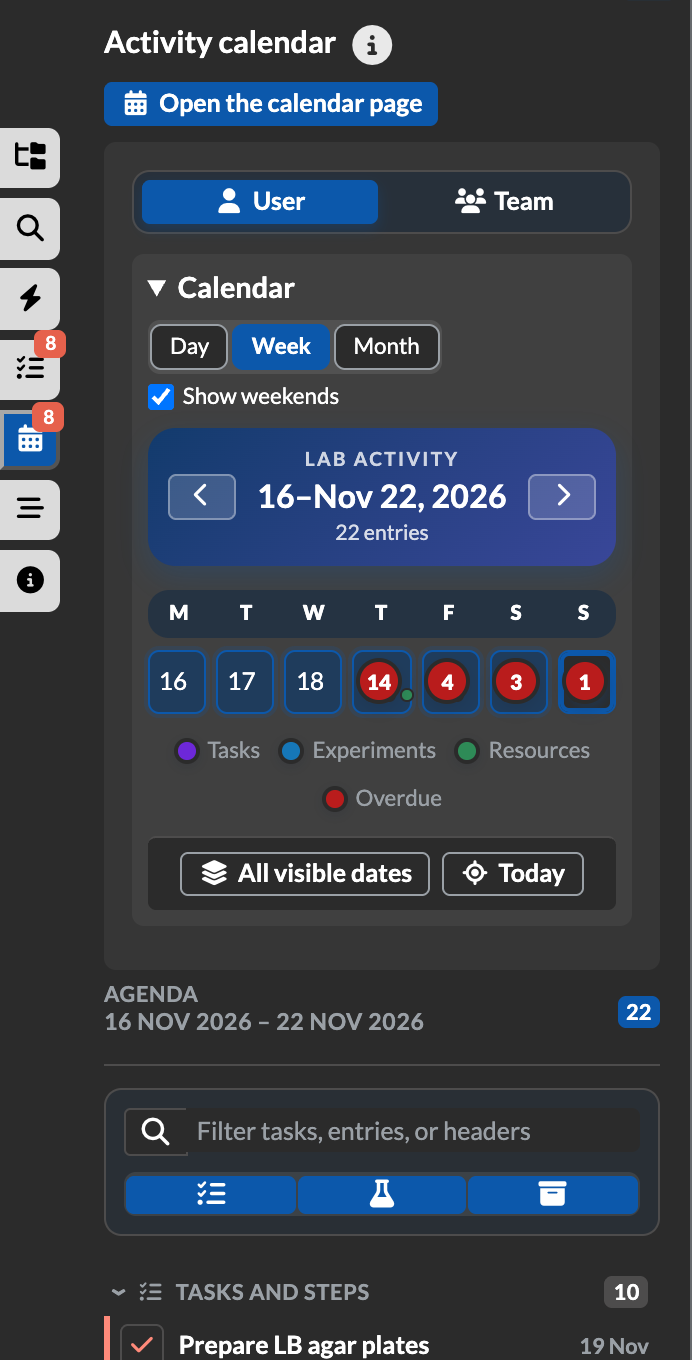 Activity calendar
Open the calendar page
User Team
Calendar
Day Week Month
8
Show weekends
8
LAB ACTIVITY
16–Nov 22, 2026
22 entries
M T W T F S S
16 17 18 14 4 3 1
Tasks Experiments Resources
Overdue
All visible dates Today
AGENDA
16 NOV 2026 – 22 NOV 2026
22
Filter tasks, entries, or headers
TASKS AND STEPS 10
Prepare LB agar plates 19 Nov